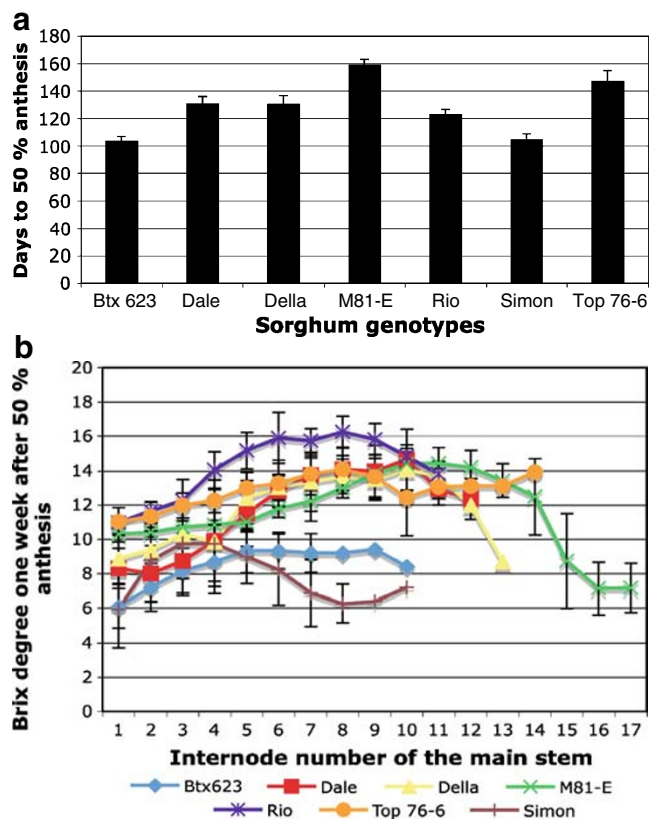 a
Days to 50 % anthesis
180
160
140
120
100
80
60
40
20
0
Btx 623 Dale Della M81-E Rio Simon Top 76-6
Sorghum genotypes
b
Brix degree one week after 50 %
anthesis
20
18
16
14
12
10
8
6
4
2
0
1 2 3 4 5 6 7 8 9 10 11 12 13 14 15 16 17
Internode number of the main stem
Btx623 Dale Della M81-E
Rio Top 76-6 Simon